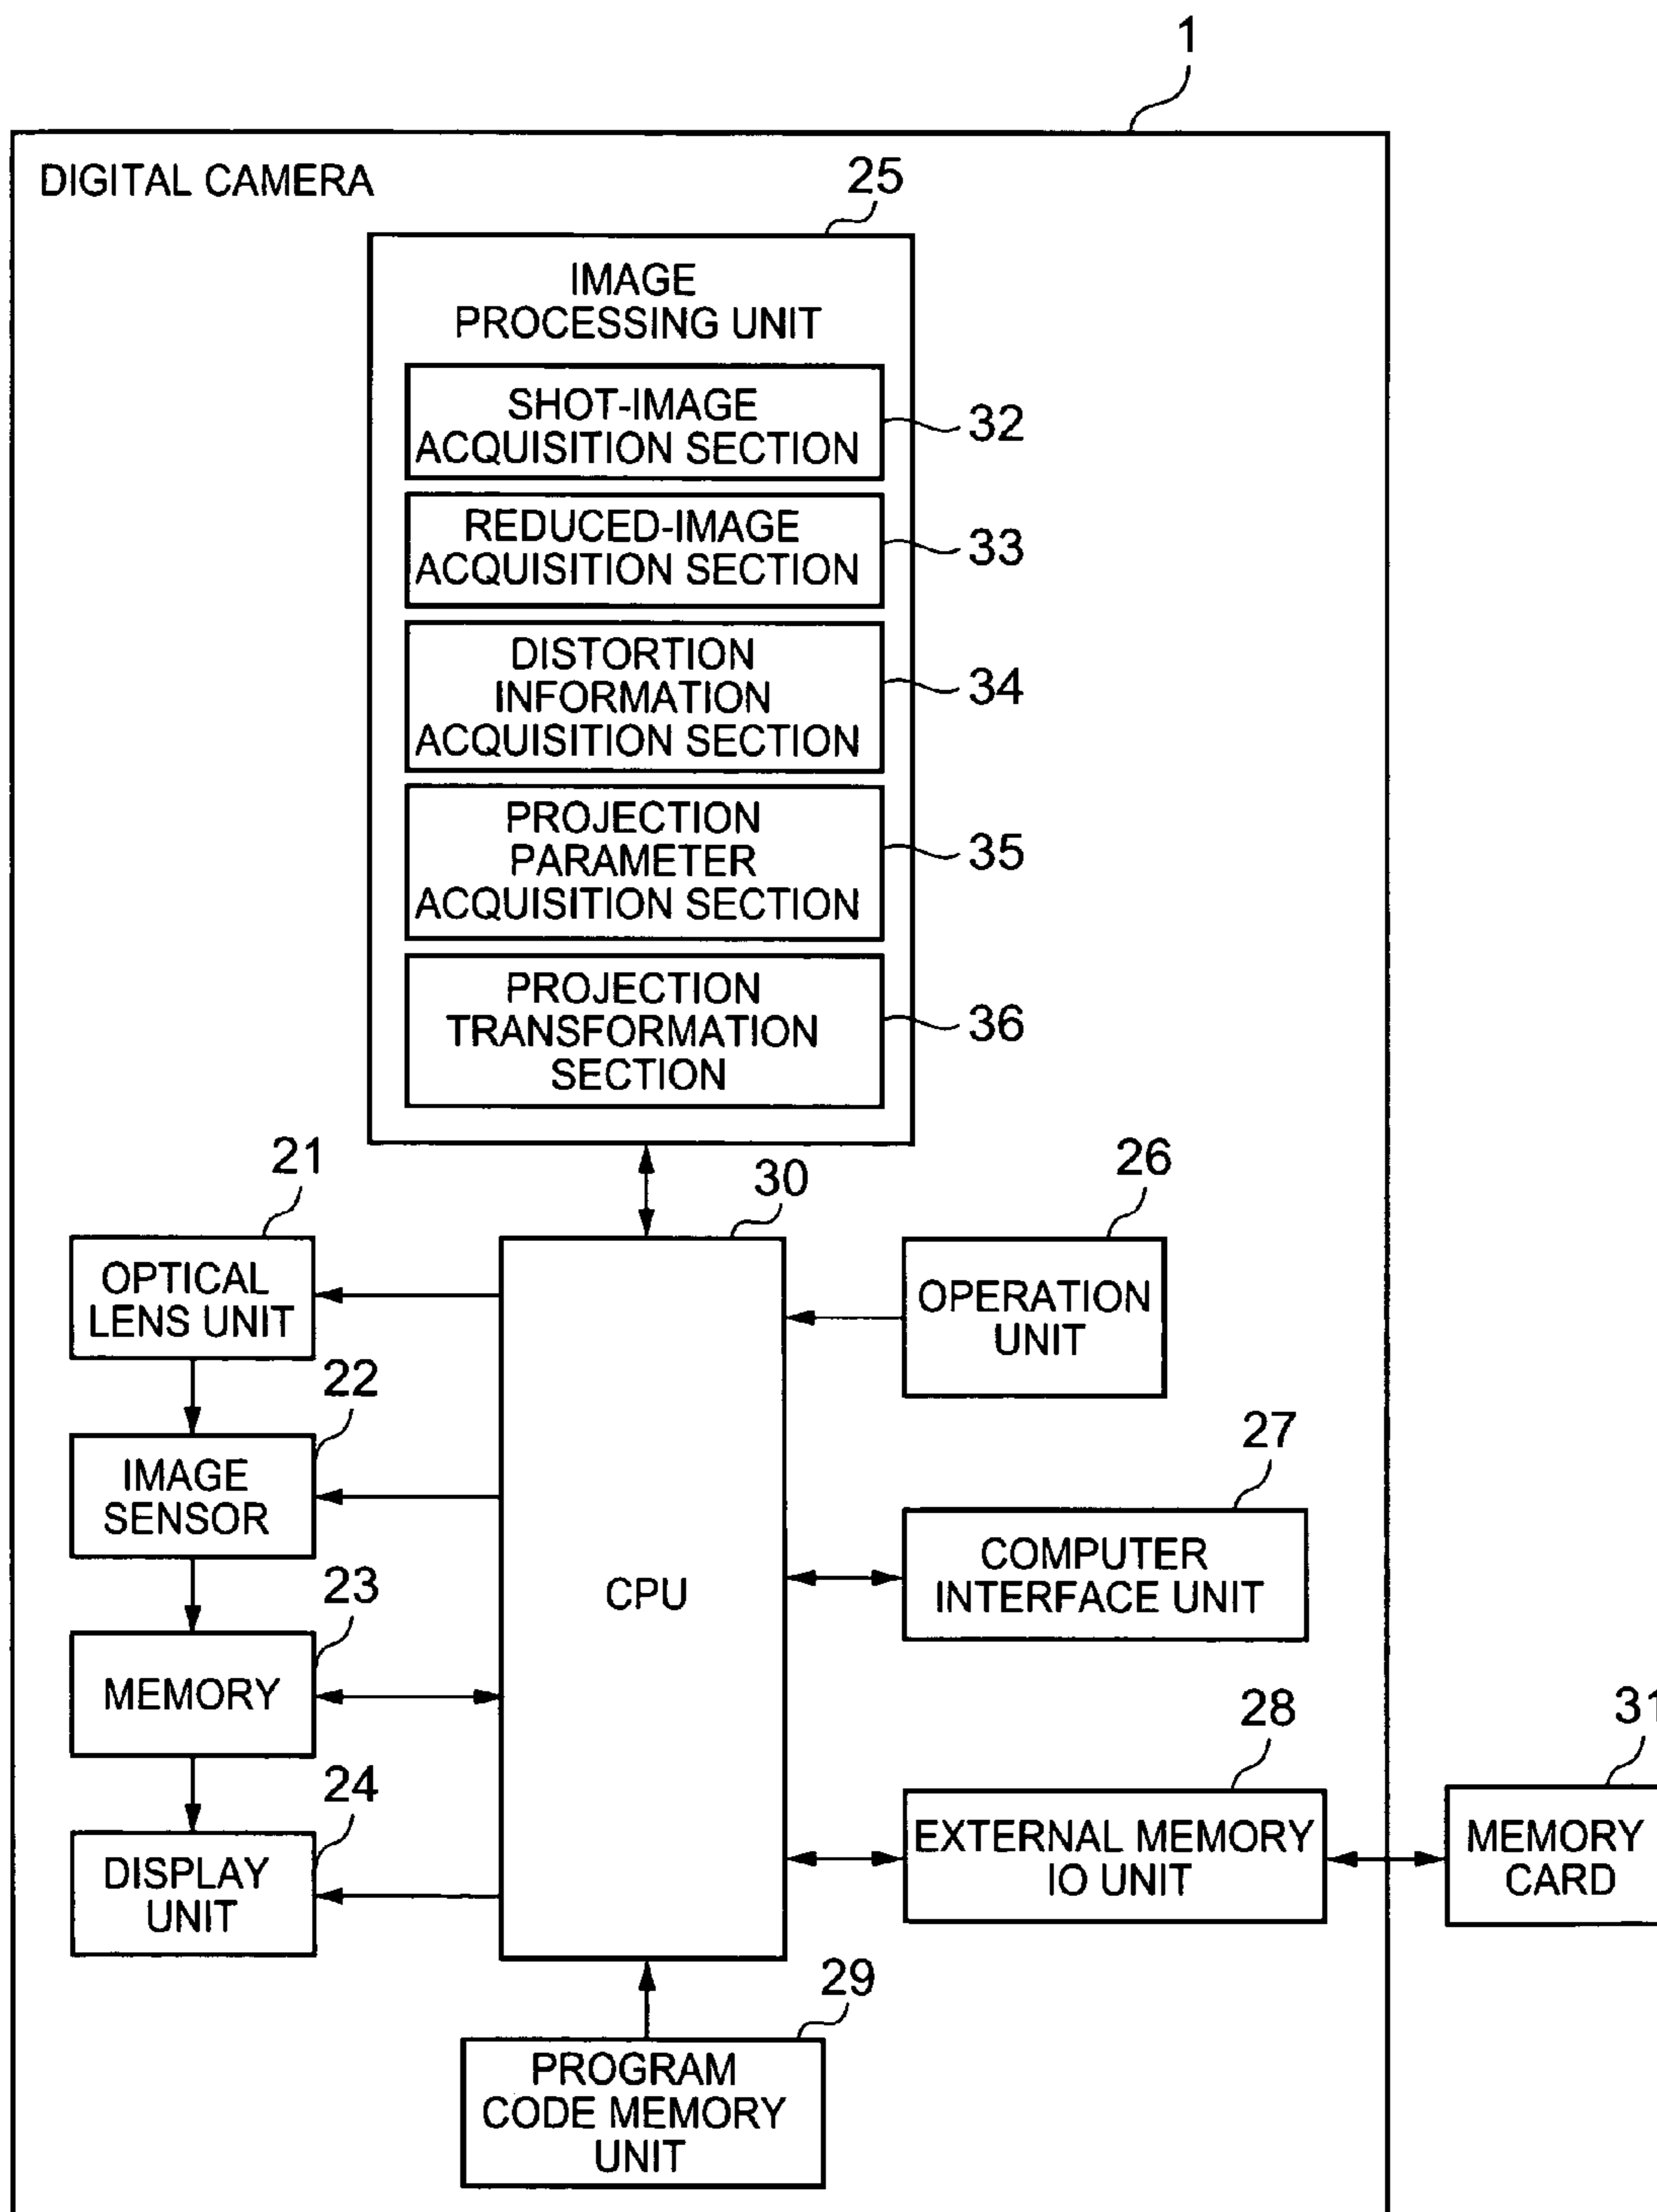 1
DIGITAL CAMERA
25
IMAGE
PROCESSING UNIT
SHOT-IMAGE
ACQUISITION SECTION
32
REDUCED-IMAGE
ACQUISITION SECTION
33
DISTORTION
INFORMATION
ACQUISITION SECTION
34
PROJECTION
PARAMETER
ACQUISITION SECTION
35
PROJECTION
TRANSFORMATION
SECTION
36
21
OPTICAL
LENS UNIT
30
CPU
26
OPERATION
UNIT
22
IMAGE
SENSOR
27
COMPUTER
INTERFACE UNIT
23
MEMORY
28
EXTERNAL MEMORY
IO UNIT
31
MEMORY
CARD
24
DISPLAY
UNIT
29
PROGRAM
CODE MEMORY
UNIT